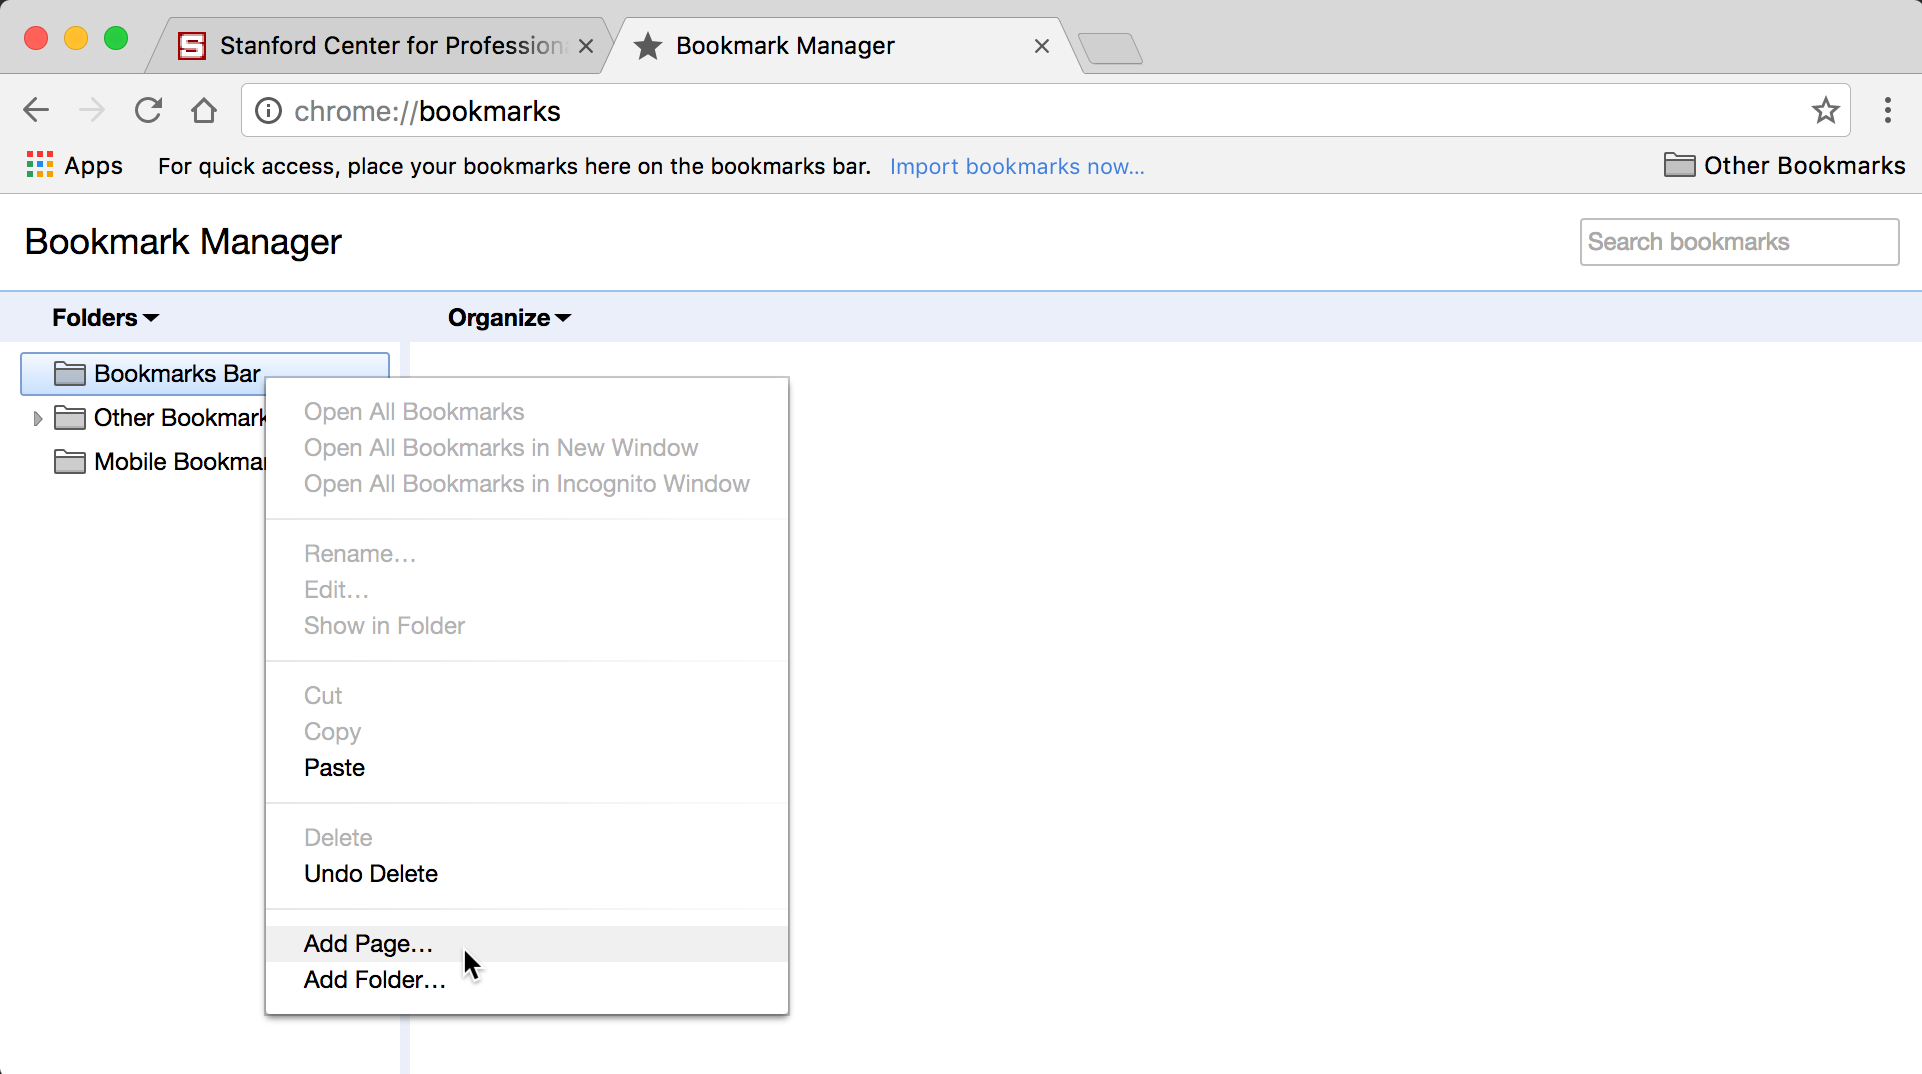 Stanford Center for Profession
Bookmark Manager
chrome://bookmarks
Apps
For quick access, place your bookmarks here on the bookmarks bar.
Import bookmarks now...
Other Bookmarks
Bookmark Manager
Search bookmarks
Folders
Organize
Bookmarks Bar
Other Bookmark
Mobile Bookmar
Open All Bookmarks
Open All Bookmarks in New Window
Open All Bookmarks in Incognito Window
Rename…
Edit…
Show in Folder
Cut
Copy
Paste
Delete
Undo Delete
Add Page…
Add Folder…